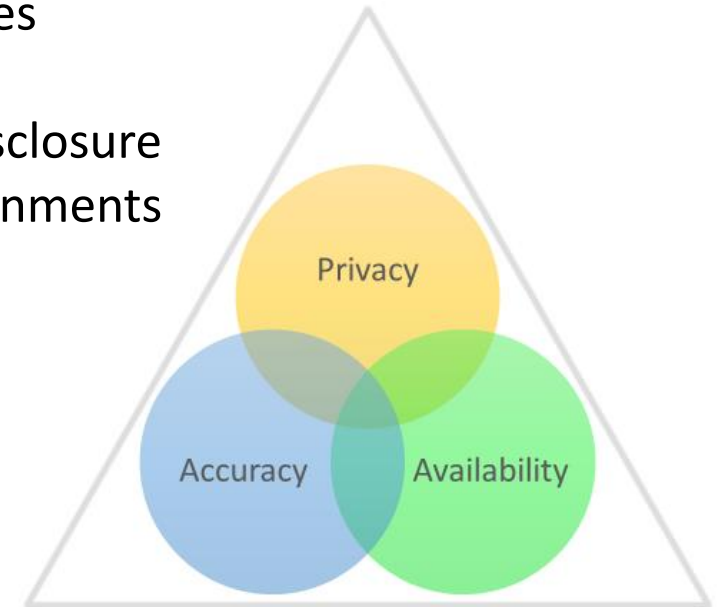 es
sclosure
nments
Privacy
Accuracy Availability